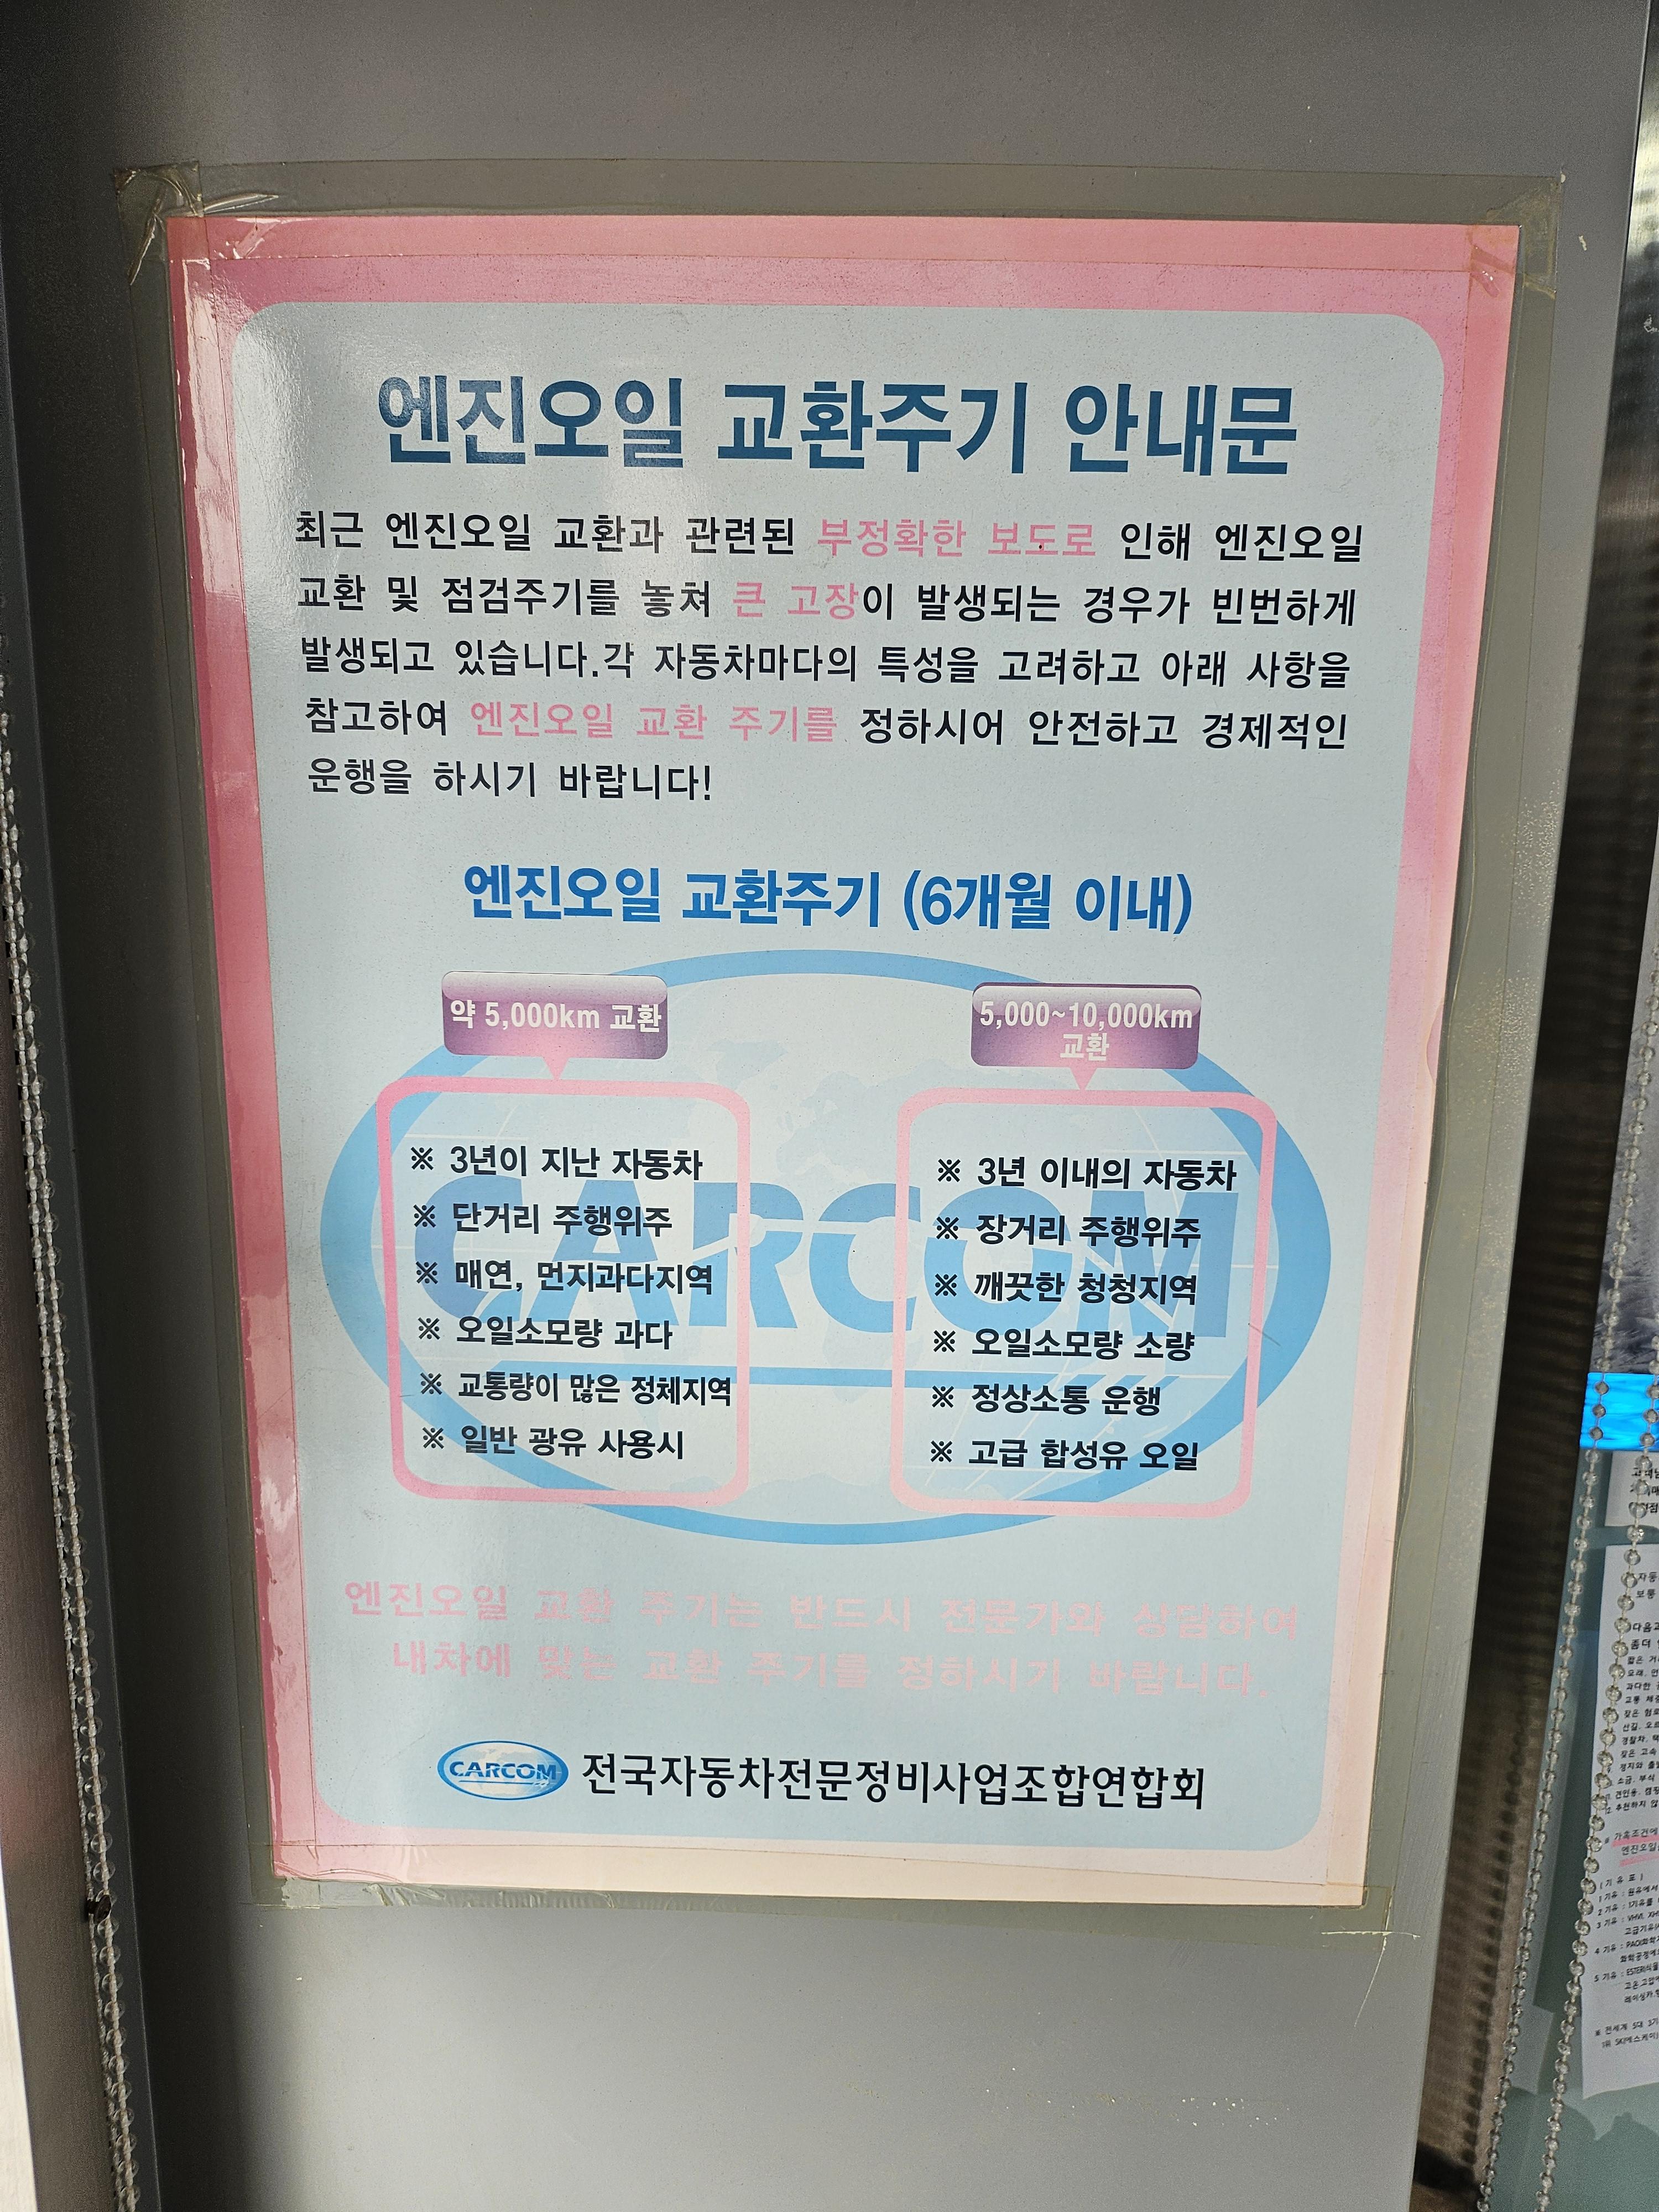 엔진오일 교환주기 안내문
최근 엔진오일 교환과 관련된 부정확한 보도로 인해 엔진오일
교환 및 점검주기를 놓쳐 큰 고장이 발생되는 경우가 빈번하게
발생되고 있습니다.각 자동차마다의 특성을 고려하고 아래 사항을
참고하여 엔진오일 교환 주기를 정하시어 안전하고 경제적인
운행을 하시기 바랍니다!
엔진오일 교환주기 (6개월 이내)
약 5,000km 교환
※ 3년이 지난 자동차
※ 단거리 주행위주
※ 매연, 먼지과다지역
※ 오일소모량 과다
※ 교통량이 많은 정체지역
※ 일반 광유 사용시
5,000~10,000km
교환
※ 3년 이내의 자동차
※ 장거리 주행위주
※ 깨끗한 청청지역
※ 오일소모량 소량
※ 정상소통 운행
※ 고급 합성유 오일
CARCOM
엔진오일 교환 주기는 반드시 전문가와 상담하여
내차에 맞는 교환 주기를 정하시기 바랍니다.
CARCOM 전국자동차전문정비사업조합연합회